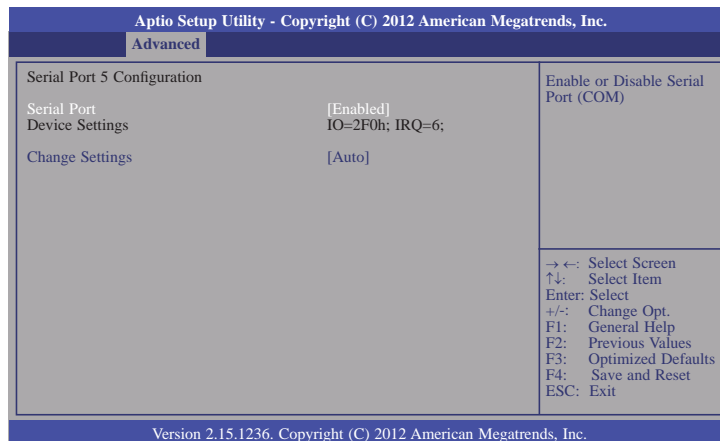 Aptio Setup Utility - Copyright (C) 2012 American Megatrends, Inc.
Advanced
Serial Port 5 Configuration
Serial Port [Enabled]
Device Settings IO=2F0h; IRQ=6;
Change Settings [Auto]
Enable or Disable Serial
Port (COM)
→ ←: Select Screen
↑↓: Select Item
Enter: Select
+/-: Change Opt.
F1: General Help
F2: Previous Values
F3: Optimized Defaults
F4: Save and Reset
ESC: Exit
Version 2.15.1236. Copyright (C) 2012 American Megatrends, Inc.